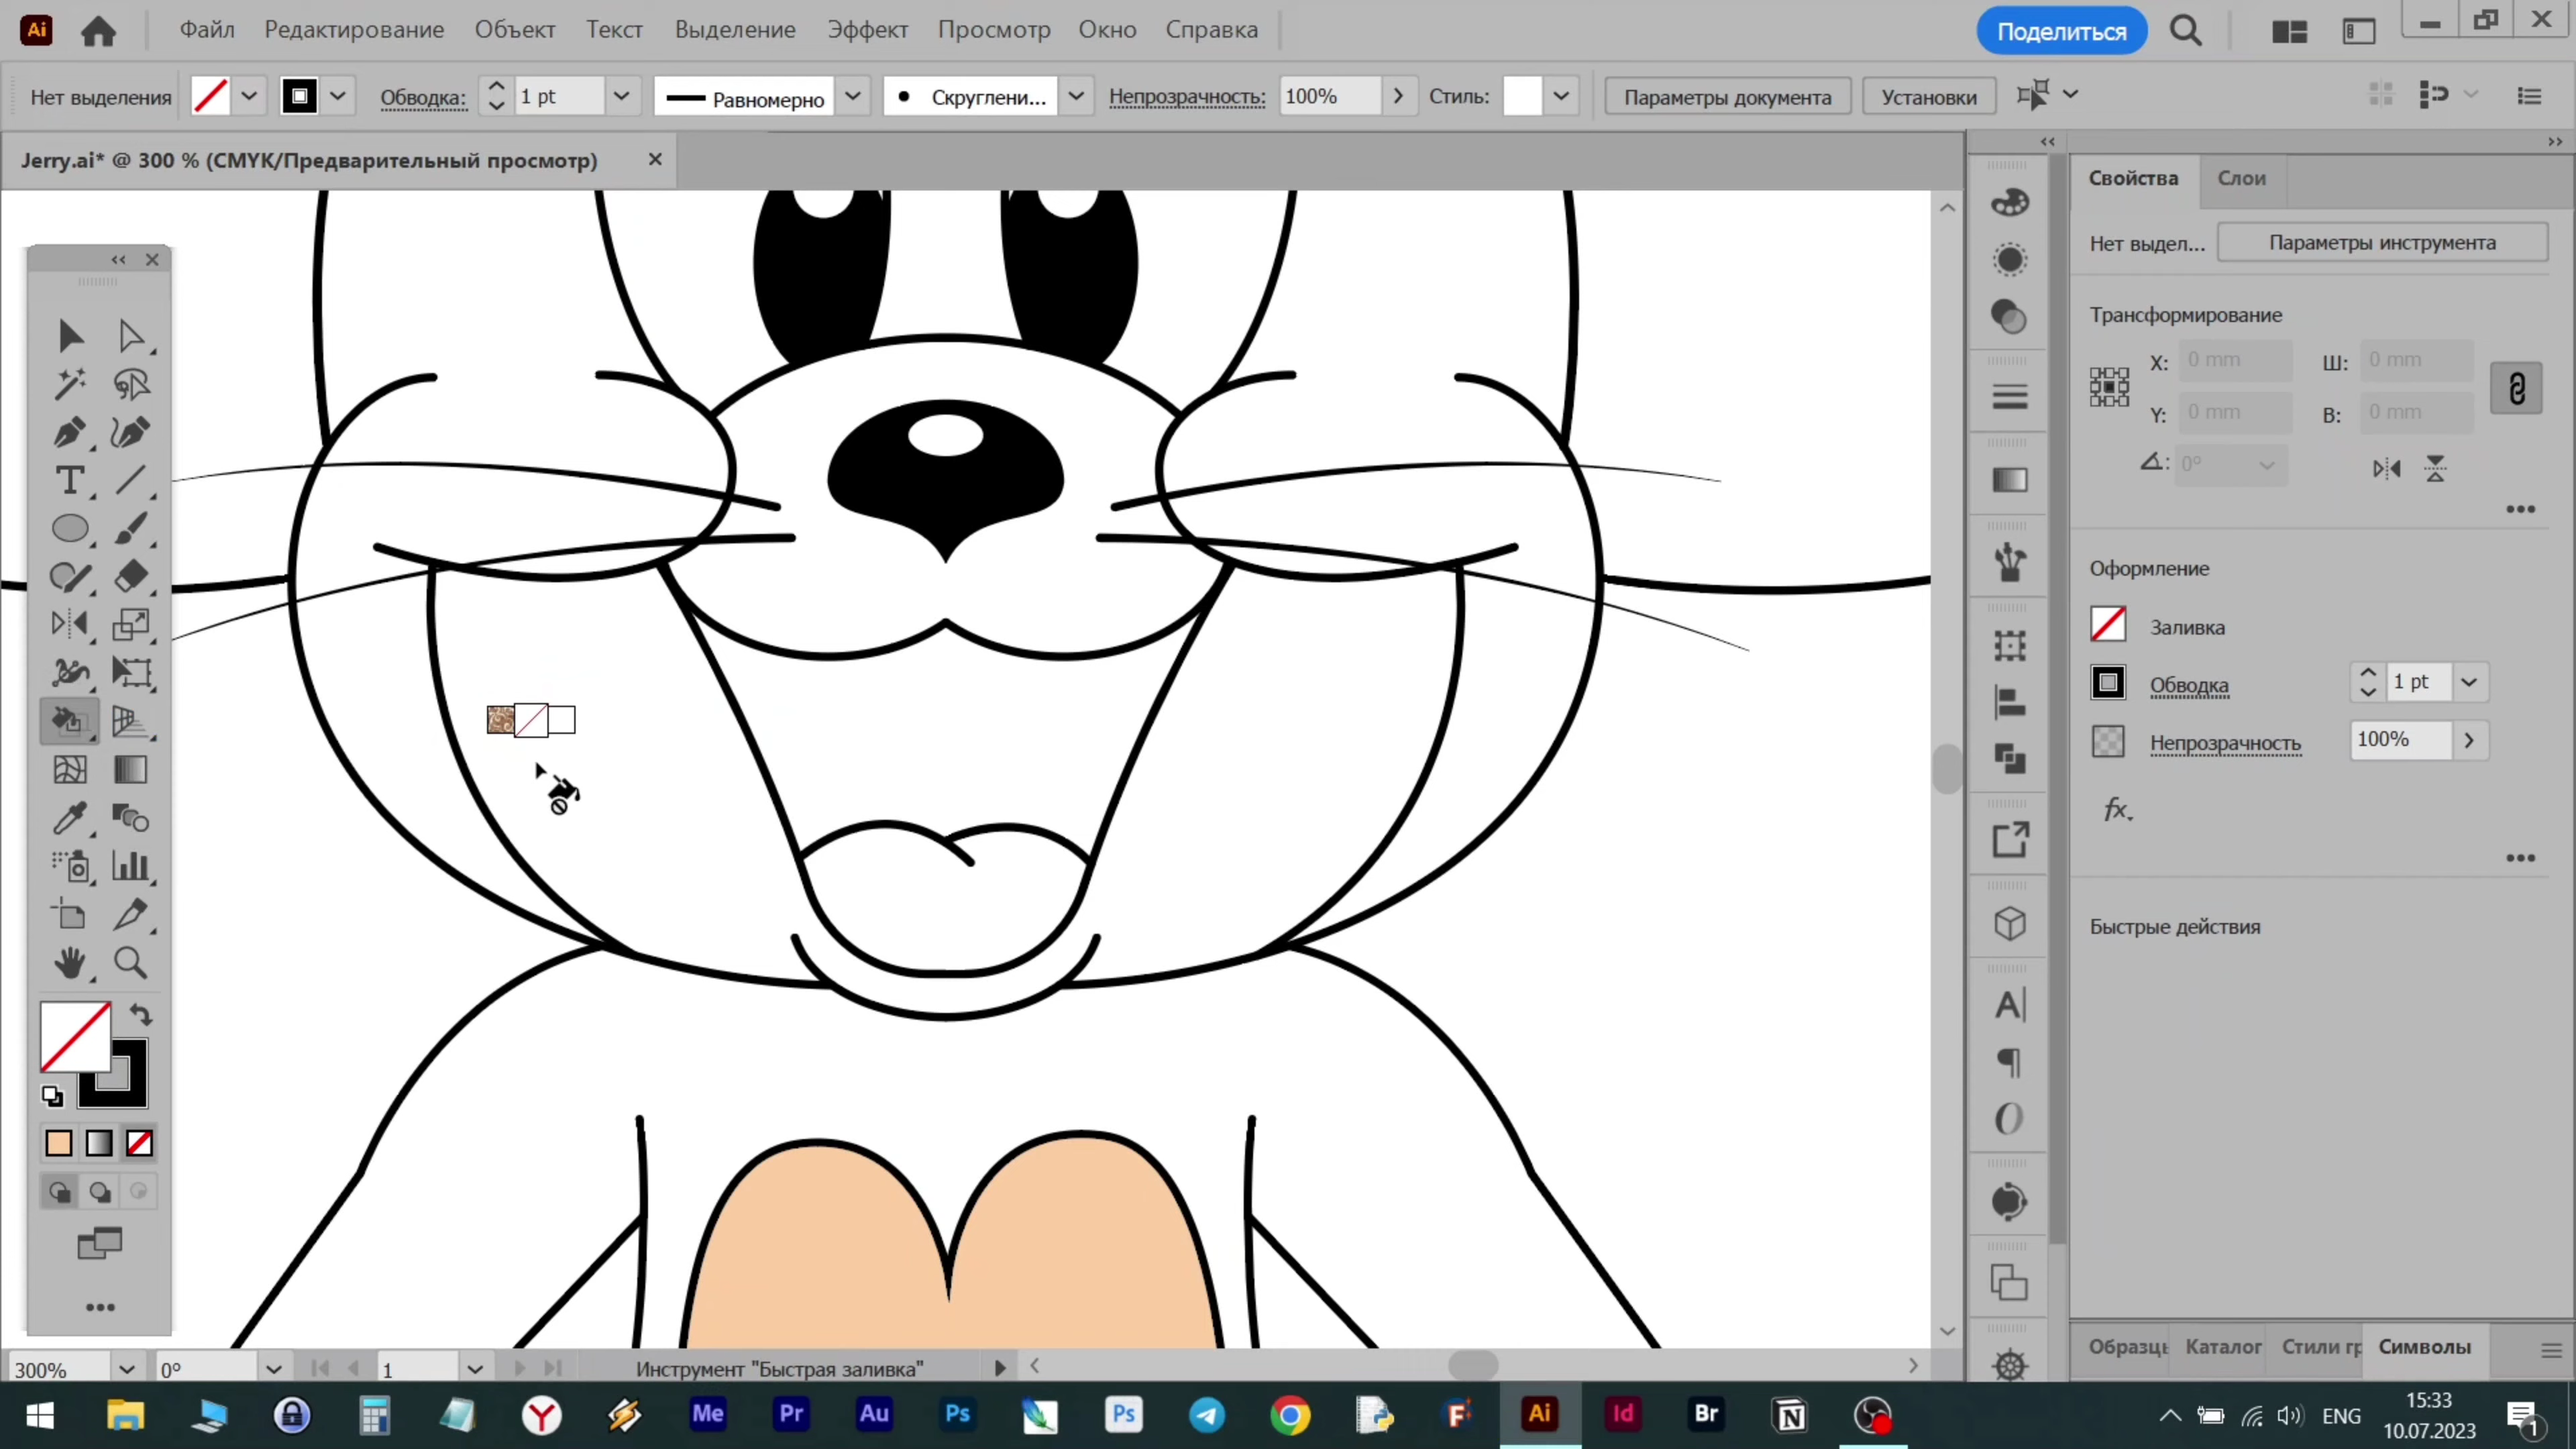 Ai Файл Редактирование Объект Текст Выделение Эффект Просмотр Окно Справка Поделиться
Нет выделения Обводка: 1 pt Равномерно Скруглени... Непрозрачность: 100% Стиль: Параметры документа Установки
Jerry.ai* @ 300 % (CMYK/Предварительный просмотр)
Свойства Слои
Нет выдел... Параметры инструмента
Трансформирование
X: 0 mm Ш: 0 mm
Y: 0 mm В: 0 mm
0°
Оформление
Заливка
Обводка 1 pt
Непрозрачность 100%
fx
Быстрые действия
Образць Каталог Стили гр Символы
300% 0° 1 Инструмент "Быстрая заливка"
Me Pr Au Ps Ps Ai Id Br ENG
15:33
10.07.2023
1